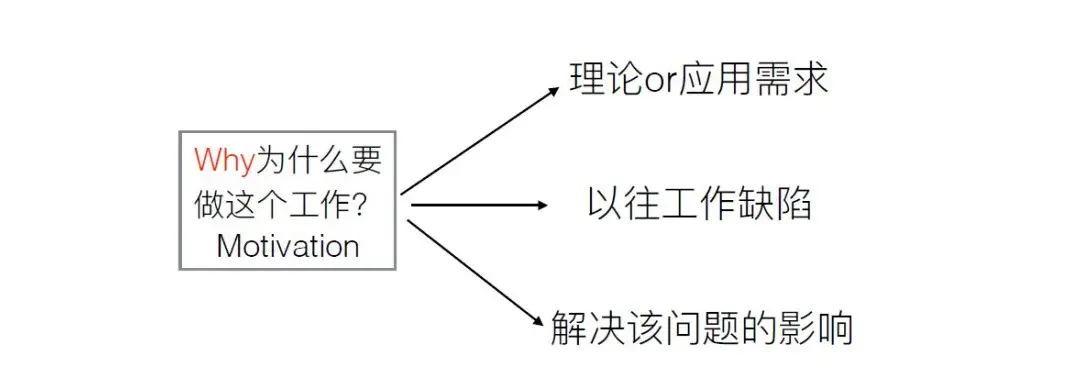 理论or应用需求
Why为什么要
做这个工作?
Motivation
以往工作缺陷
解决该问题的影响